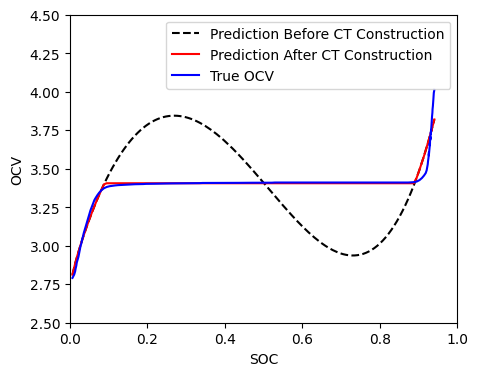 4.50
4.25
4.00
3.75
3.50
3.25
3.00
2.75
2.50
OCV
Prediction Before CT Construction
Prediction After CT Construction
True OCV
0.0 0.2 0.4 0.6 0.8 1.0
SOC